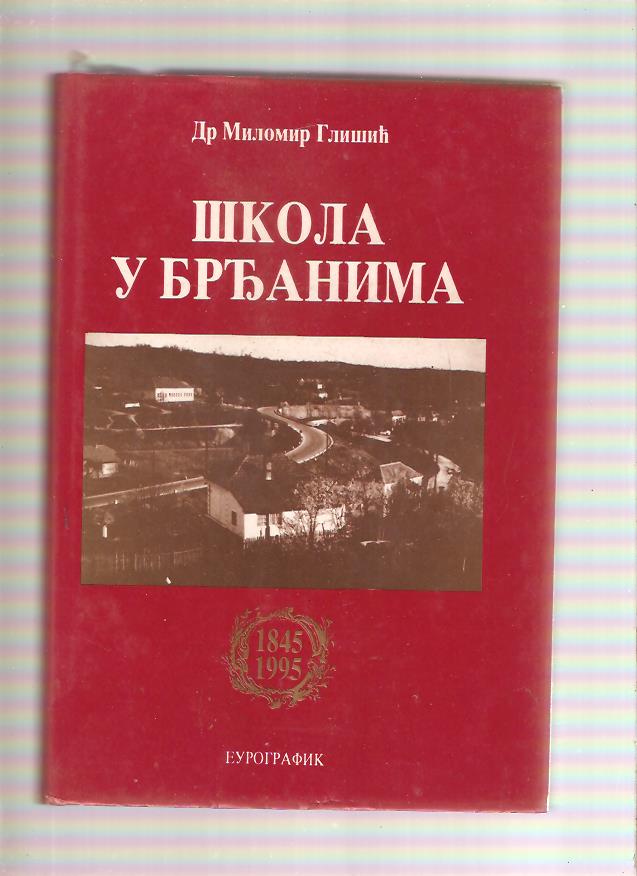 Др Миломир Глишић
ШКОЛА
У БРЂАНИМА
1845
1995
ЕУРОГРАФИК